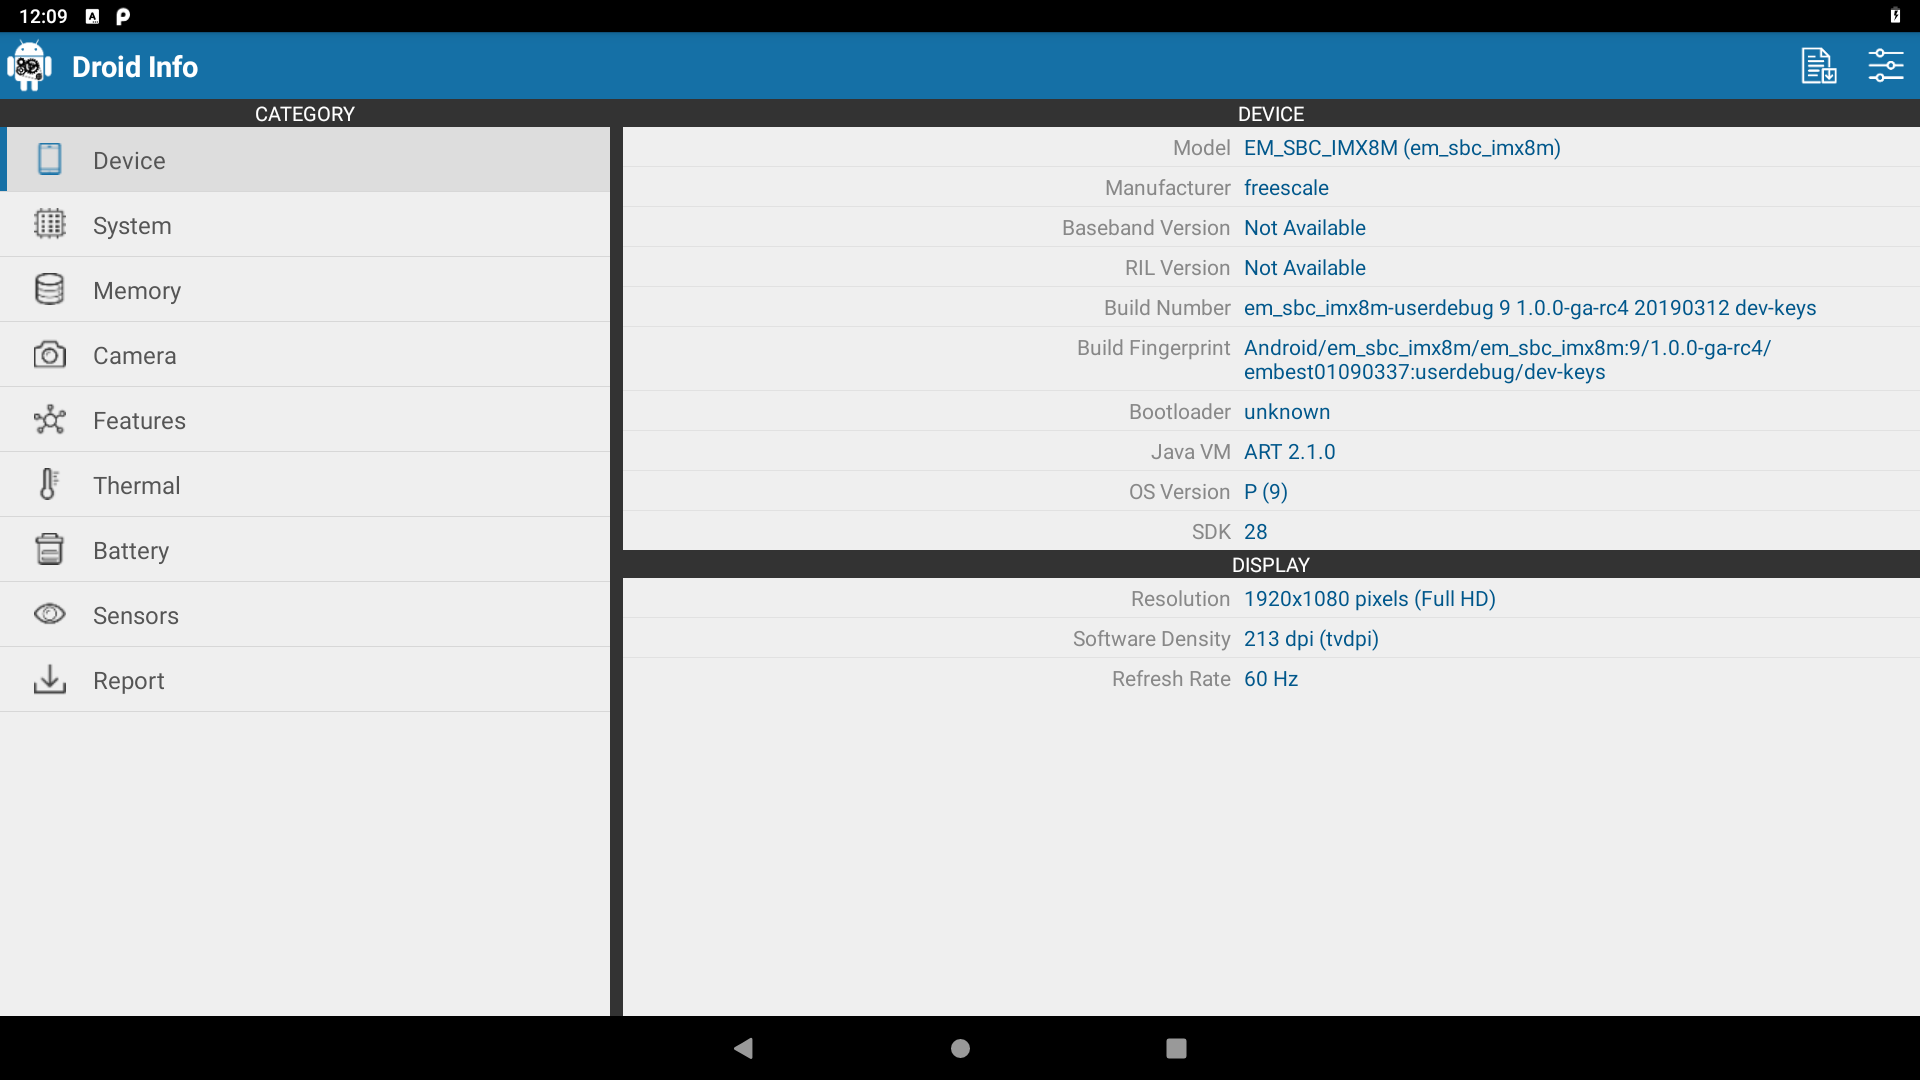 12:09
Droid Info
CATEGORY
Device
System
Memory
Camera
Features
Thermal
Battery
Sensors
Report
DEVICE
Model EM_SBC_IMX8M (em_sbc_imx8m)
Manufacturer freescale
Baseband Version Not Available
RIL Version Not Available
Build Number em_sbc_imx8m-userdebug 9 1.0.0-ga-rc4 20190312 dev-keys
Build Fingerprint Android/em_sbc_imx8m/em_sbc_imx8m:9/1.0.0-ga-rc4/
embest01090337:userdebug/dev-keys
Bootloader unknown
Java VM ART 2.1.0
OS Version P (9)
SDK 28
DISPLAY
Resolution 1920x1080 pixels (Full HD)
Software Density 213 dpi (tvdpi)
Refresh Rate 60 Hz